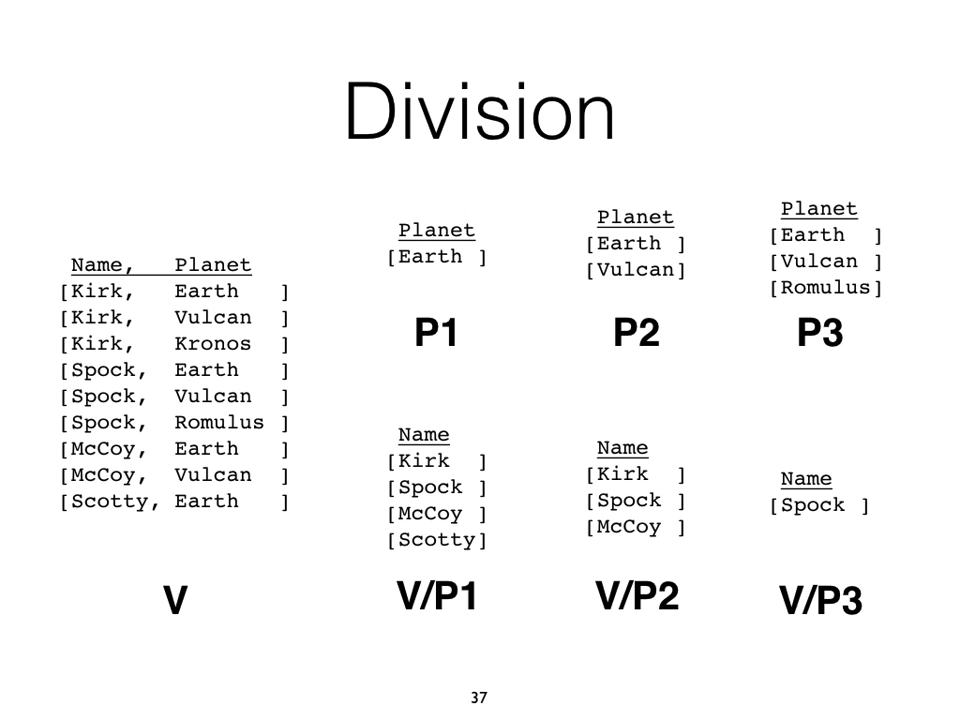 Division
Name,   Planet
[Kirk,   Earth   ]
[Kirk,   Vulcan  ]
[Kirk,   Kronos  ]
[Spock,  Earth   ]
[Spock,  Vulcan  ]
[Spock,  Romulus ]
[McCoy,  Earth   ]
[McCoy,  Vulcan  ]
[Scotty, Earth   ]
V
Planet
[Earth ]
P1
Planet
[Earth ]
[Vulcan]
P2
Planet
[Earth  ]
[Vulcan ]
[Romulus]
P3
Name
[Kirk  ]
[Spock ]
[McCoy ]
[Scotty]
V/P1
Name
[Kirk  ]
[Spock ]
[McCoy ]
V/P2
Name
[Spock ]
V/P3
37